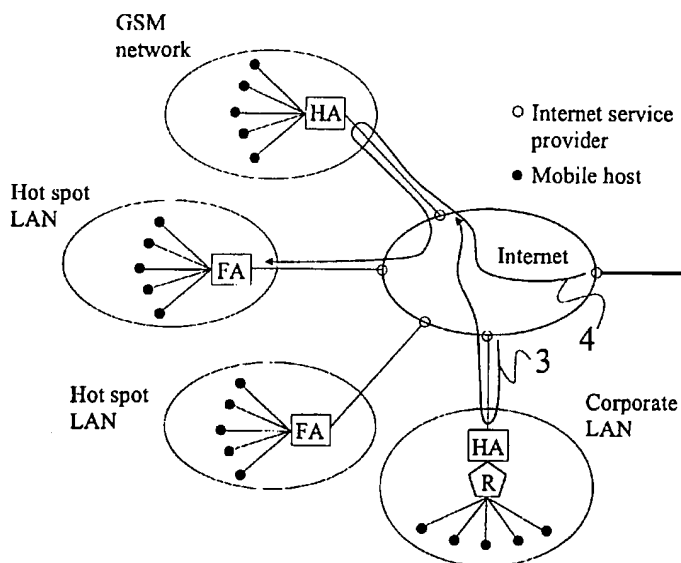 GSM
network
HA
Internet service
provider
Mobile host
Hot spot
LAN
FA
Internet
4
3
Hot spot
LAN
FA
Corporate
LAN
HA
R